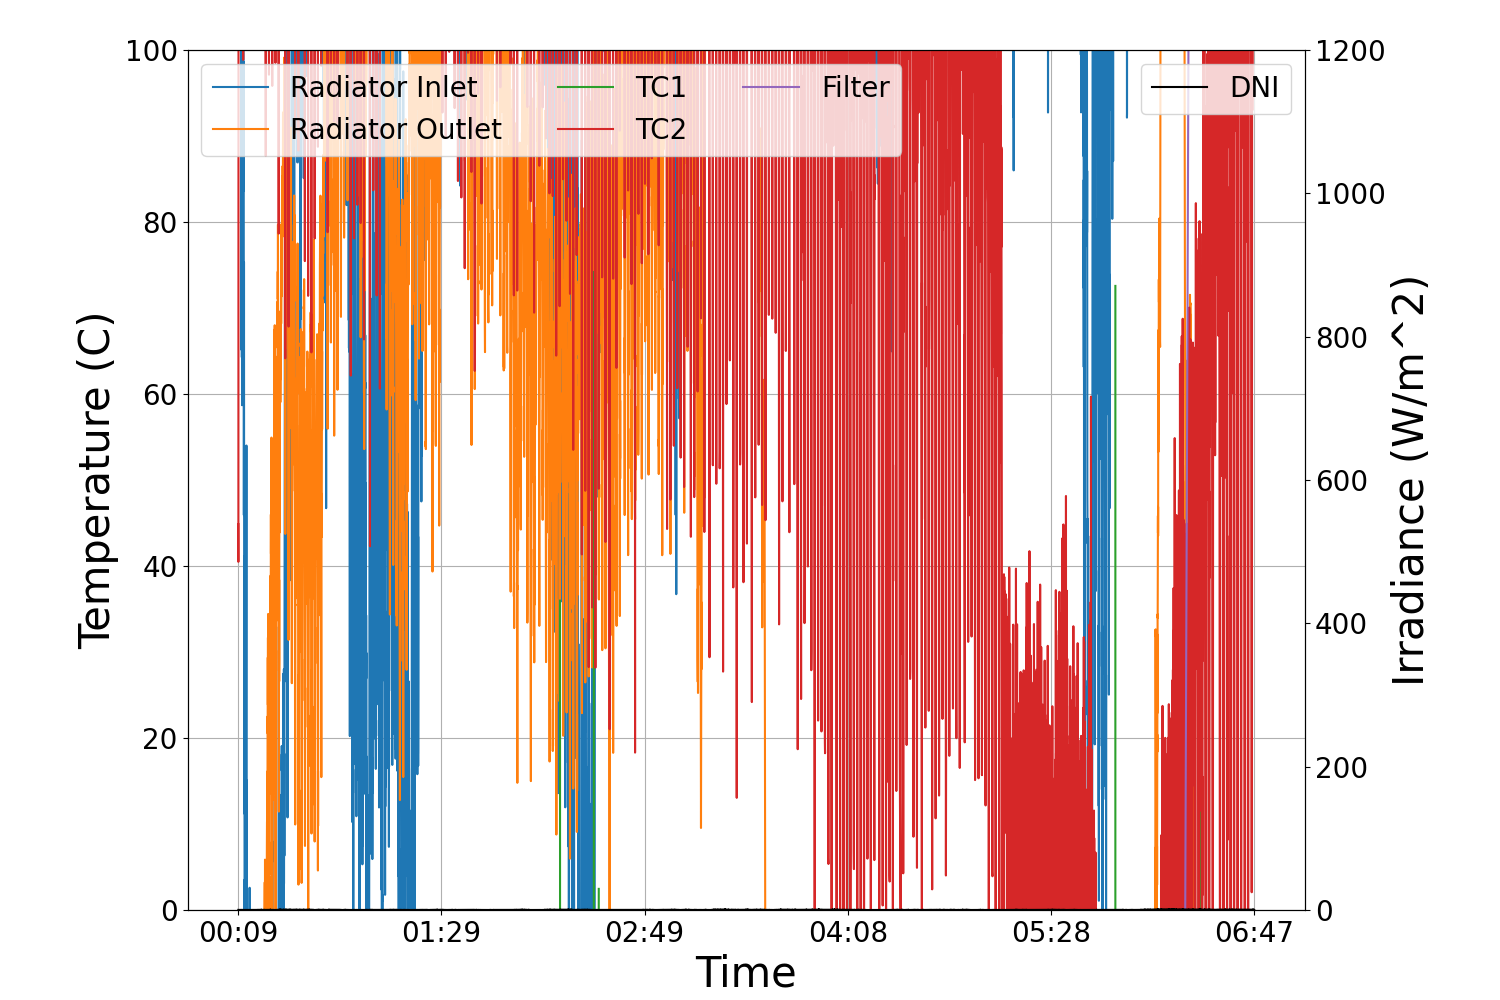 Radiator Inlet
Radiator Outlet
TC1
TC2
Filter
DNI
Temperature (C)
100
80
60
40
20
0
Irradiance (W/m^2)
1200
1000
800
600
400
200
0
00:09 01:29 02:49 04:08 05:28 06:47
Time